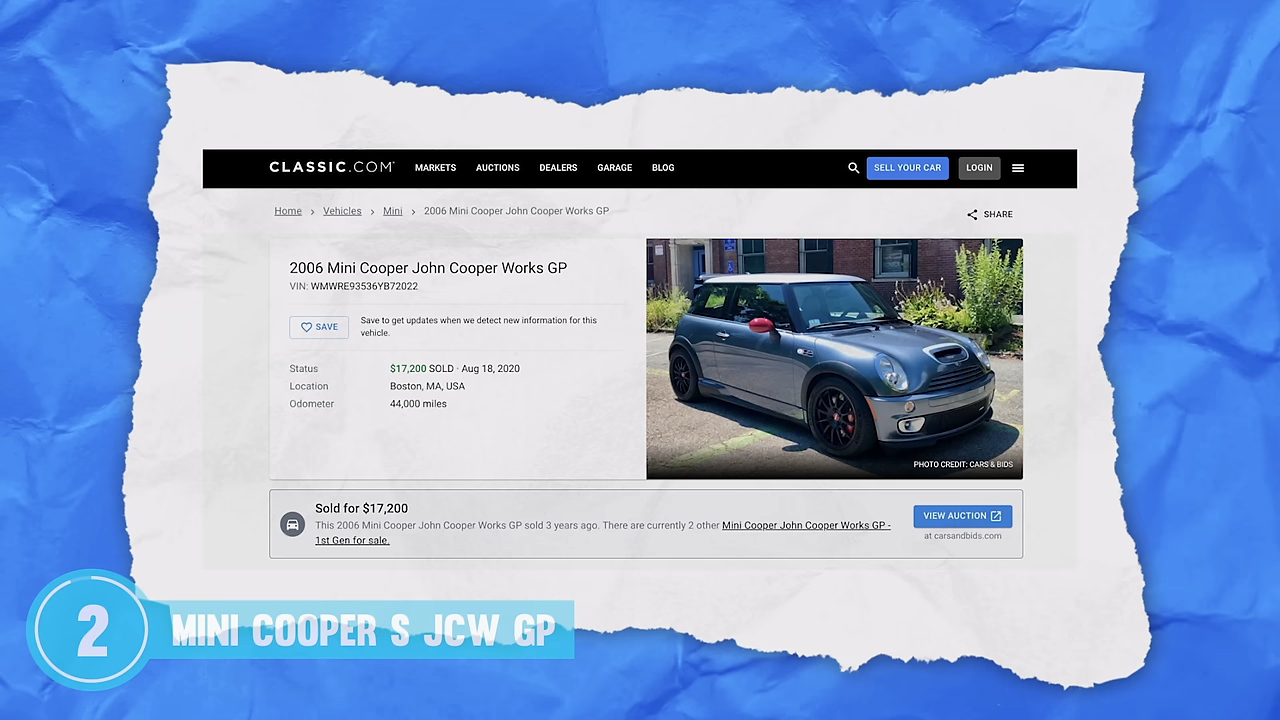 CLASSIC.COM
MARKETS
AUCTIONS
DEALERS
GARAGE
BLOG
SELL YOUR CAR
LOGIN
Home > Vehicles > Mini > 2006 Mini Cooper John Cooper Works GP
SHARE
2006 Mini Cooper John Cooper Works GP
VIN: WMWRE93536YB72022
SAVE
Save to get updates when we detect new information for this
vehicle.
Status $17,200 SOLD · Aug 18, 2020
Location Boston, MA, USA
Odometer 44,000 miles
PHOTO CREDIT: CARS & BIDS
Sold for $17,200
This 2006 Mini Cooper John Cooper Works GP sold 3 years ago. There are currently 2 other Mini Cooper John Cooper Works GP -
1st Gen for sale.
VIEW AUCTION
at carsandbids.com
2
MINI COOPER S JCW GP